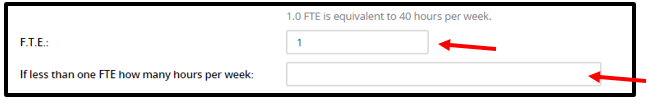 1.0 FTE is equivalent to 40 hours per week.
F.T.E.: 1
If less than one FTE how many hours per week: